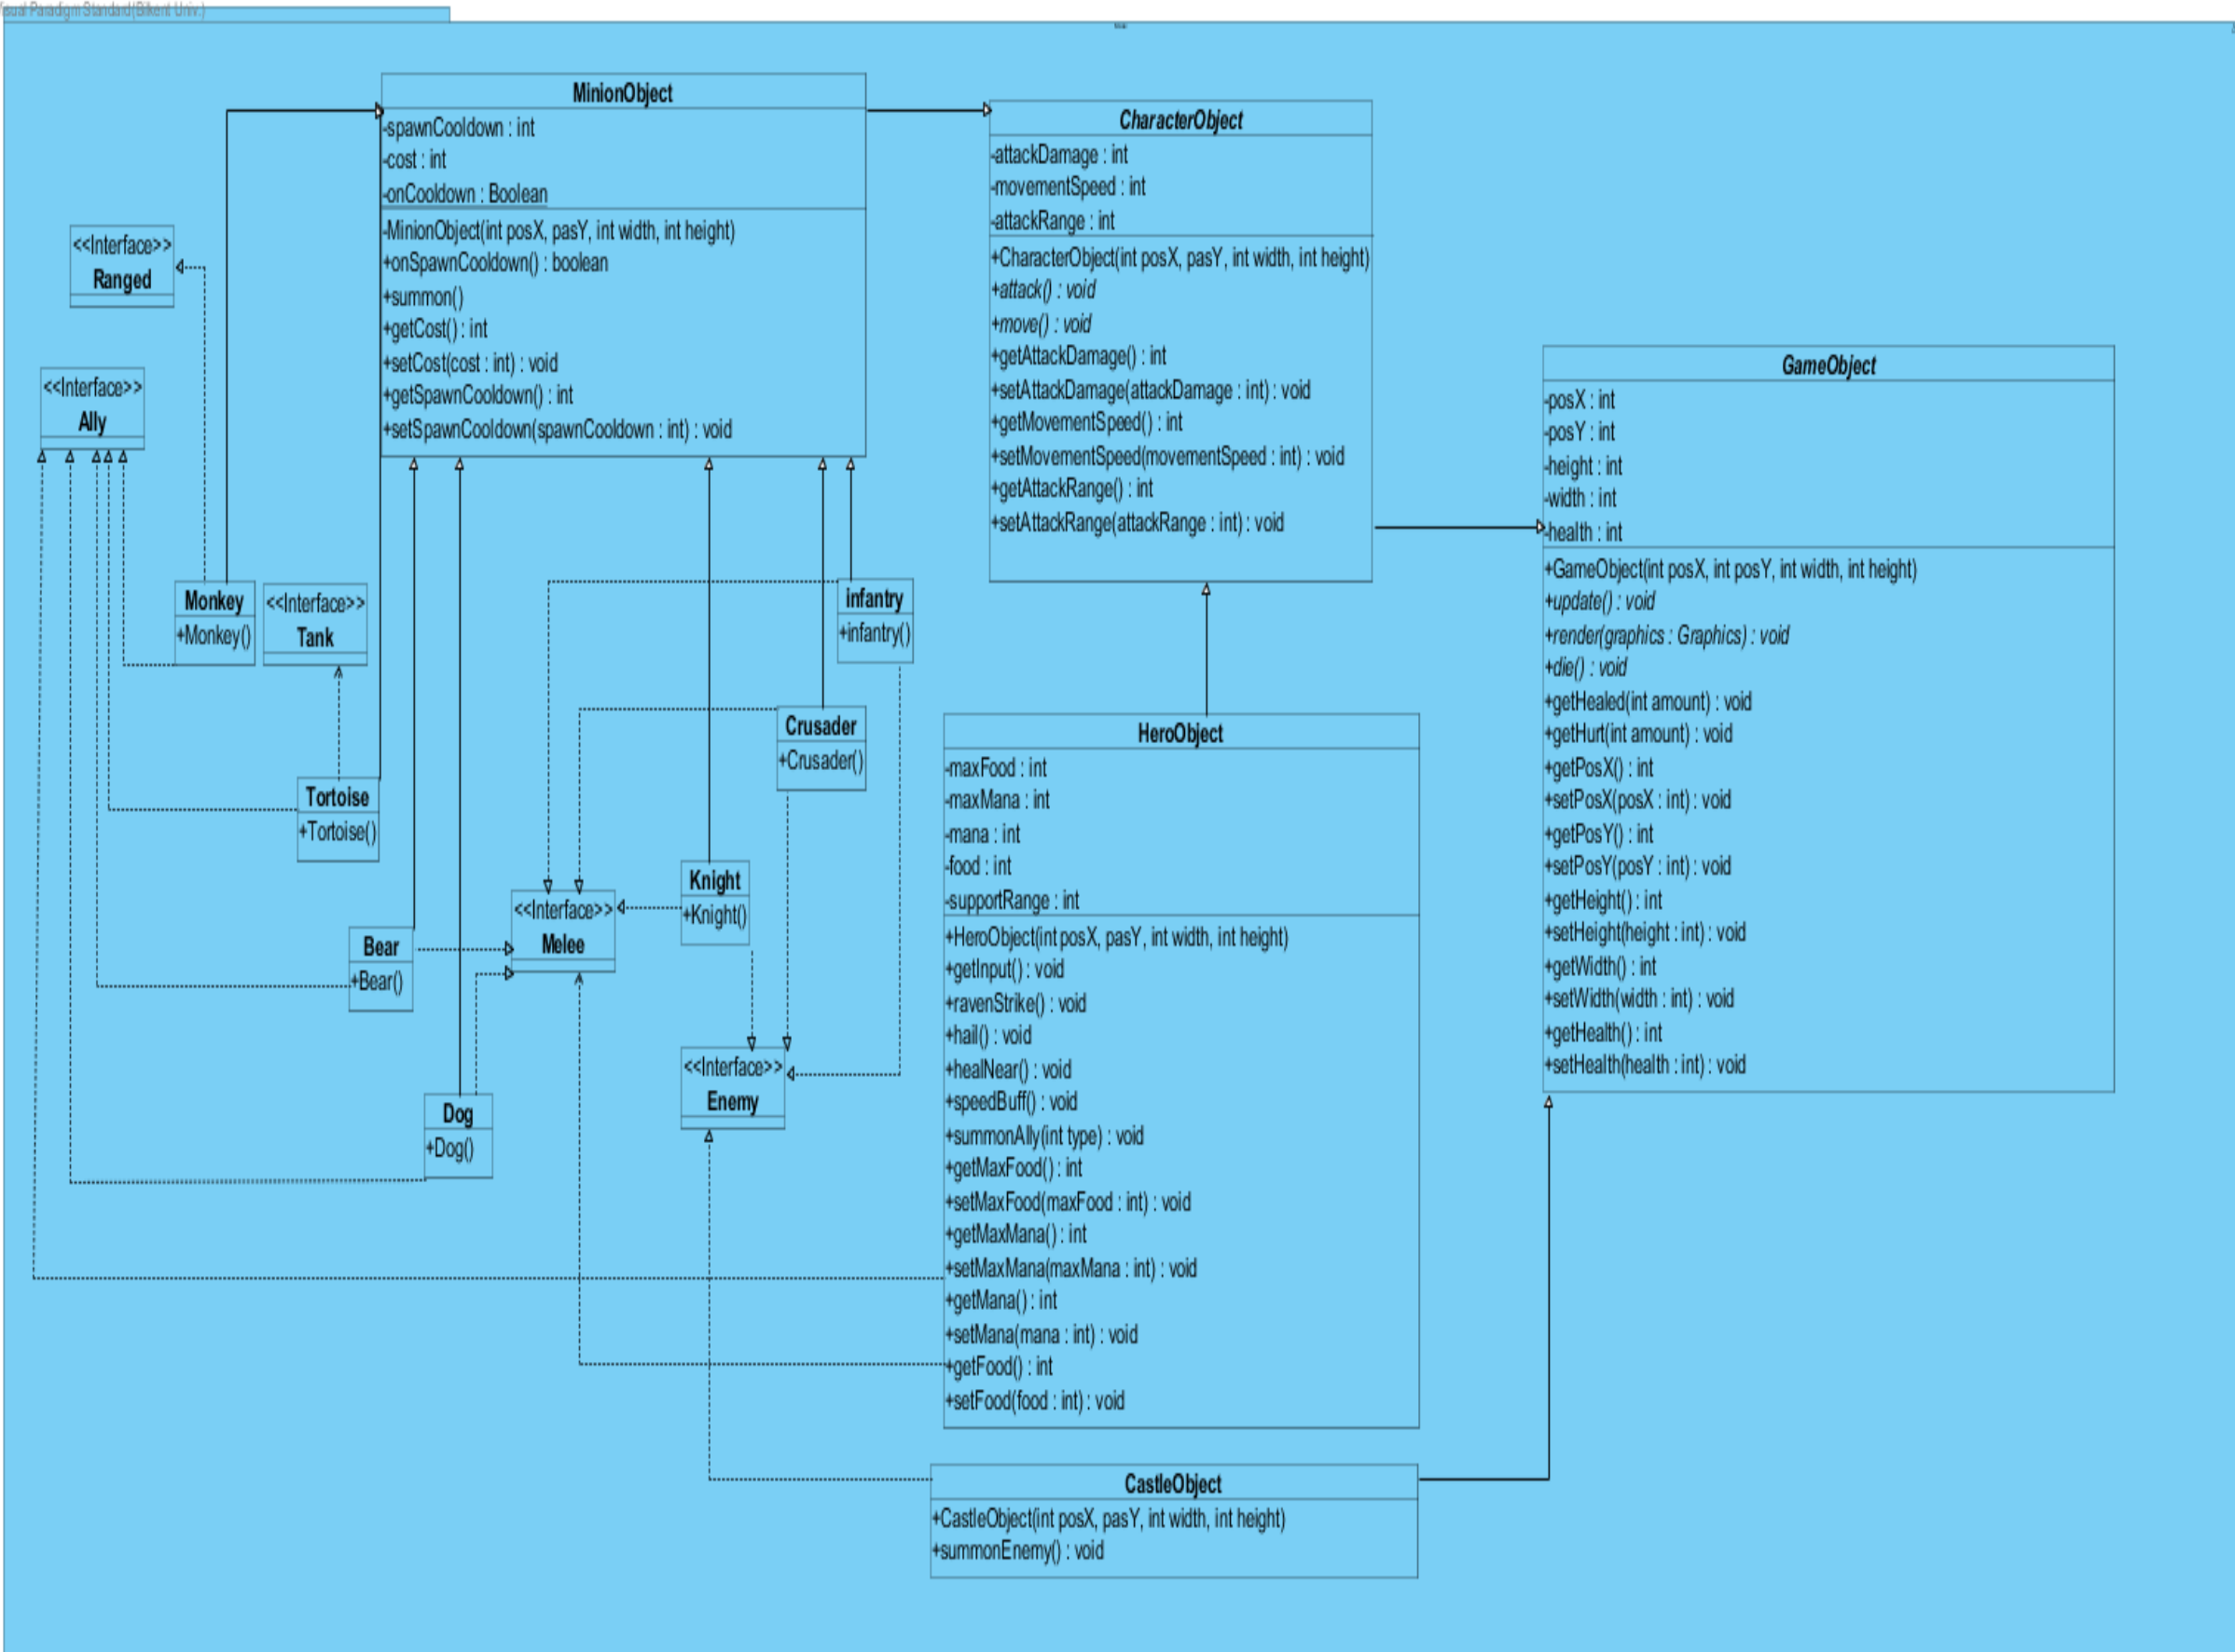 Visual Paradigm Standard(Bilkent Univ.)
MinionObject
-spawnCooldown : int
-cost : int
-onCooldown : Boolean
-MinionObject(int posX, pasY, int width, int height)
+onSpawnCooldown() : boolean
+summon()
+getCost() : int
+setCost(cost : int) : void
+getSpawnCooldown() : int
+setSpawnCooldown(spawnCooldown : int) : void
CharacterObject
-attackDamage : int
-movementSpeed : int
-attackRange : int
+CharacterObject(int posX, pasY, int width, int height)
+attack() : void
+move() : void
+getAttackDamage() : int
+setAttackDamage(attackDamage : int) : void
+getMovementSpeed() : int
+setMovementSpeed(movementSpeed : int) : void
+getAttackRange() : int
+setAttackRange(attackRange : int) : void
GameObject
-posX : int
-posY : int
-height : int
-width : int
-health : int
+GameObject(int posX, int posY, int width, int height)
+update() : void
+render(graphics : Graphics) : void
+die() : void
+getHealed(int amount) : void
+getHurt(int amount) : void
+getPosX() : int
+setPosX(posX : int) : void
+getPosY() : int
+setPosY(posY : int) : void
+getHeight() : int
+setHeight(height : int) : void
+getWidth() : int
+setWidth(width : int) : void
+getHealth() : int
+setHealth(health : int) : void
<<Interface>>
Ranged
<<Interface>>
Ally
Monkey
+Monkey()
<<Interface>>
Tank
infantry
+infantry()
Crusader
+Crusader()
Tortoise
+Tortoise()
Knight
+Knight()
<<Interface>>
Melee
Bear
+Bear()
<<Interface>>
Enemy
Dog
+Dog()
HeroObject
-maxFood : int
-maxMana : int
-mana : int
-food : int
-supportRange : int
+HeroObject(int posX, pasY, int width, int height)
+getInput() : void
+ravenStrike() : void
+hail() : void
+healNear() : void
+speedBuff() : void
+summonAlly(int type) : void
+getMaxFood() : int
+setMaxFood(maxFood : int) : void
+getMaxMana() : int
+setMaxMana(maxMana : int) : void
+getMana() : int
+setMana(mana : int) : void
+getFood() : int
+setFood(food : int) : void
CastleObject
+CastleObject(int posX, pasY, int width, int height)
+summonEnemy() : void